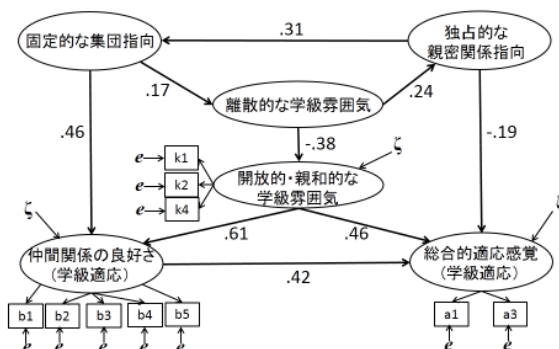 固定的な集団指向
.31
独占的な
親密関係指向
.17
離散的な学級雰囲気
.24
.46
-.38
-.19
e
k1
ζ
e
k2
開放的・親和的な
学級雰囲気
e
k4
ζ
.61
.46
ζ
仲間関係の良好さ
(学級適応)
.42
総合的適応感覚
(学級適応)
b1
b2
b3
b4
b5
a1
a3
e
e
e
e
e
e
e